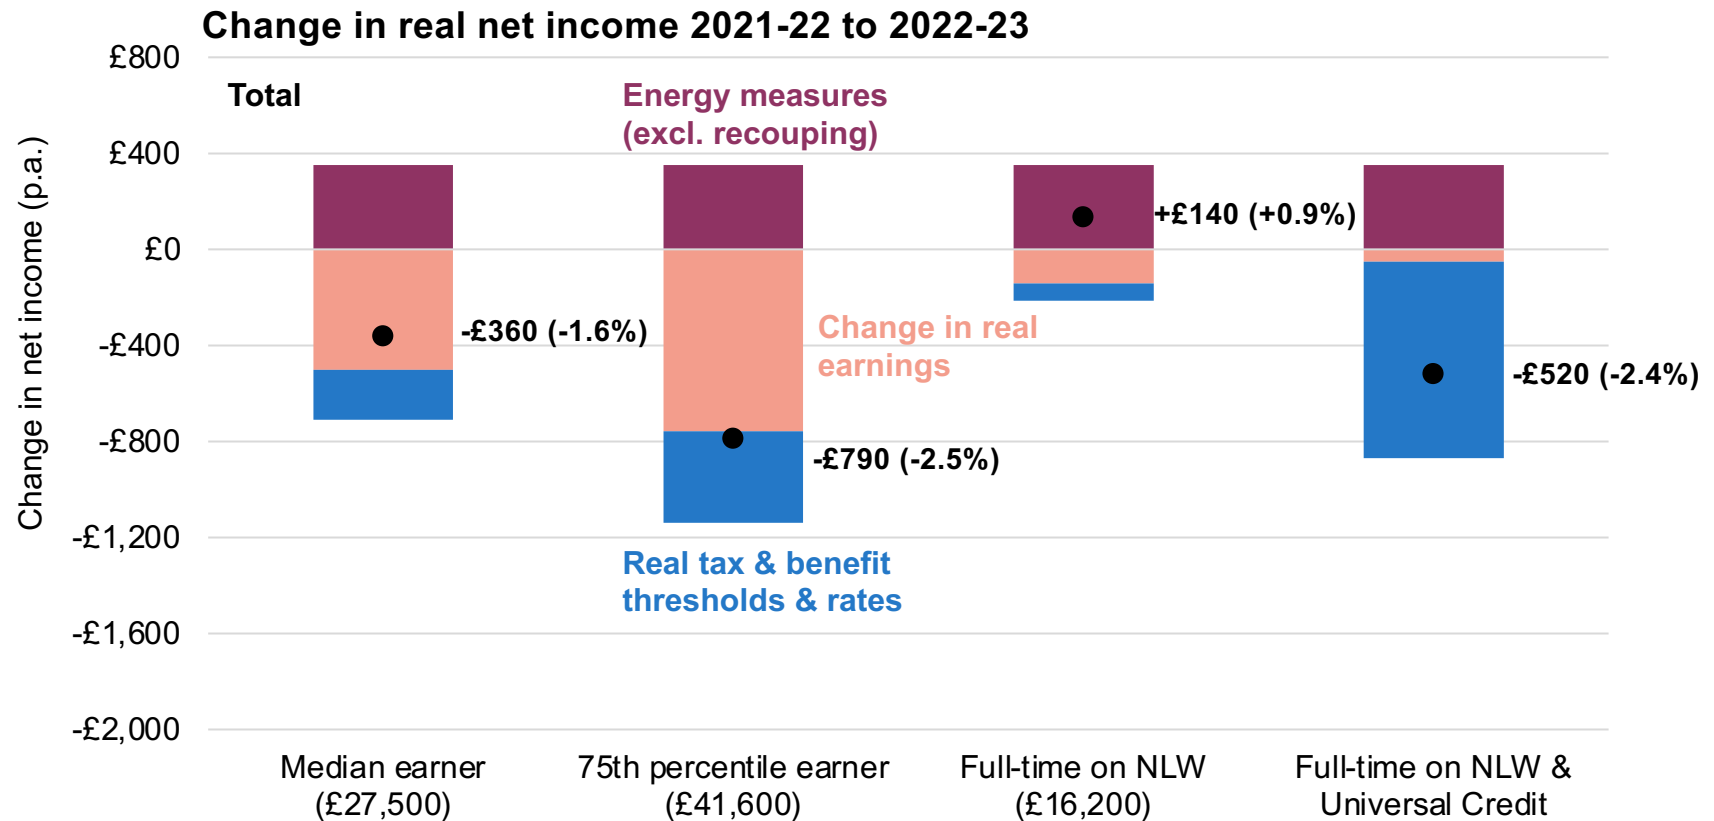 Change in real net income 2021-22 to 2022-23
Change in net income (p.a.)
£800
£400
£0
-£400
-£800
-£1,200
-£1,600
-£2,000
Total
Energy measures
(excl. recouping)
+£140 (+0.9%)
-£360 (-1.6%)
Change in real
earnings
-£520 (-2.4%)
-£790 (-2.5%)
Real tax & benefit
thresholds & rates
Median earner
(£27,500)
75th percentile earner
(£41,600)
Full-time on NLW
(£16,200)
Full-time on NLW &
Universal Credit